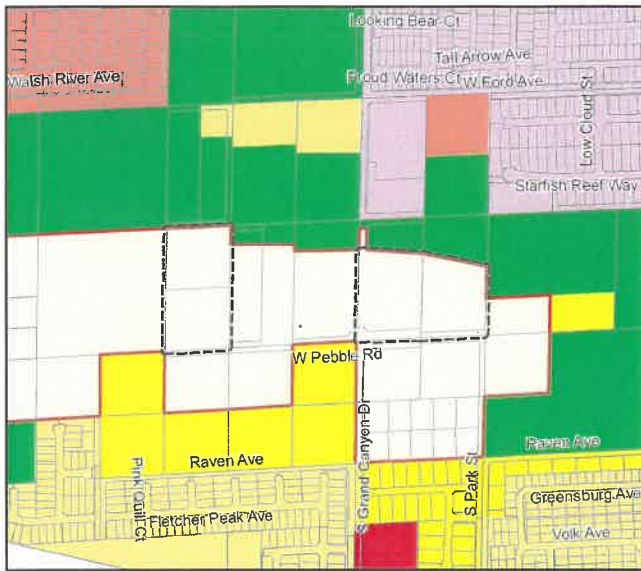 Looking Bear Ct
Tall Arrow Ave
Ish River Ave
Proud Waters Ct
W Ford Ave
Low Cloud St
Starfish Reef Way
W Pebble Rd
S Grand Canyon Dr
Raven Ave
Raven Ave
Pink Quill Ct
S Park St
Greensburg Ave
Fletcher Peak Ave
Volk Ave